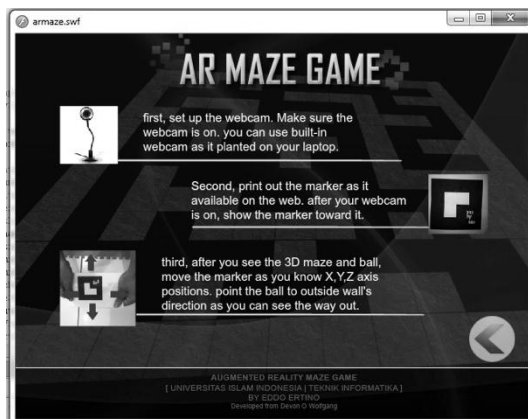 armaze.swf
AR MAZE GAME
first, set up the webcam. Make sure the
webcam is on. you can use built-in
webcam as it planted on your laptop.
Second, print out the marker as it
available on the web. after your webcam
is on, show the marker toward it.
third, after you see the 3D maze and ball,
move the marker as you know X,Y,Z axis
positions. point the ball to outside wall's
direction as you can see the way out.
AUGMENTED REALITY MAZE GAME
[ UNIVERSITAS ISLAM INDONESIA | TEKNIK INFORMATIKA ]
BY EDDO ERTINO
Developed from Devon O Wolfgang